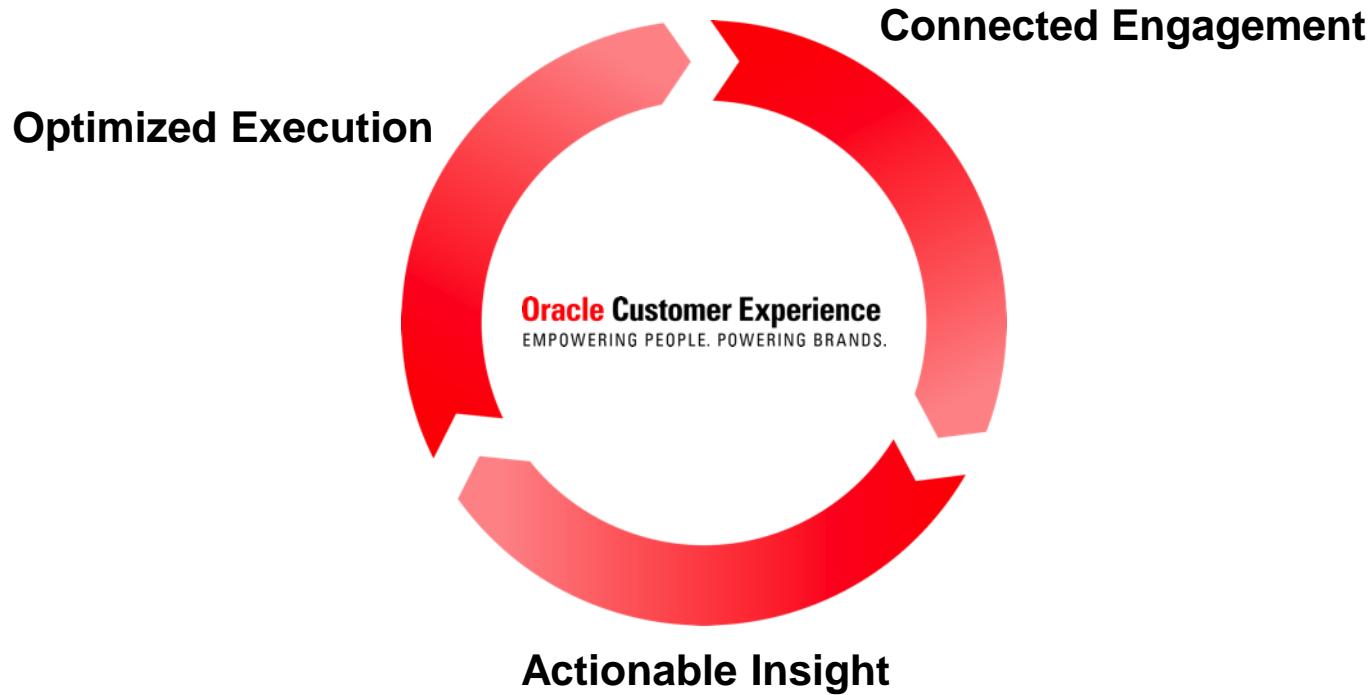 Connected Engagement
Optimized Execution
Oracle Customer Experience
EMPOWERING PEOPLE. POWERING BRANDS.
Actionable Insight